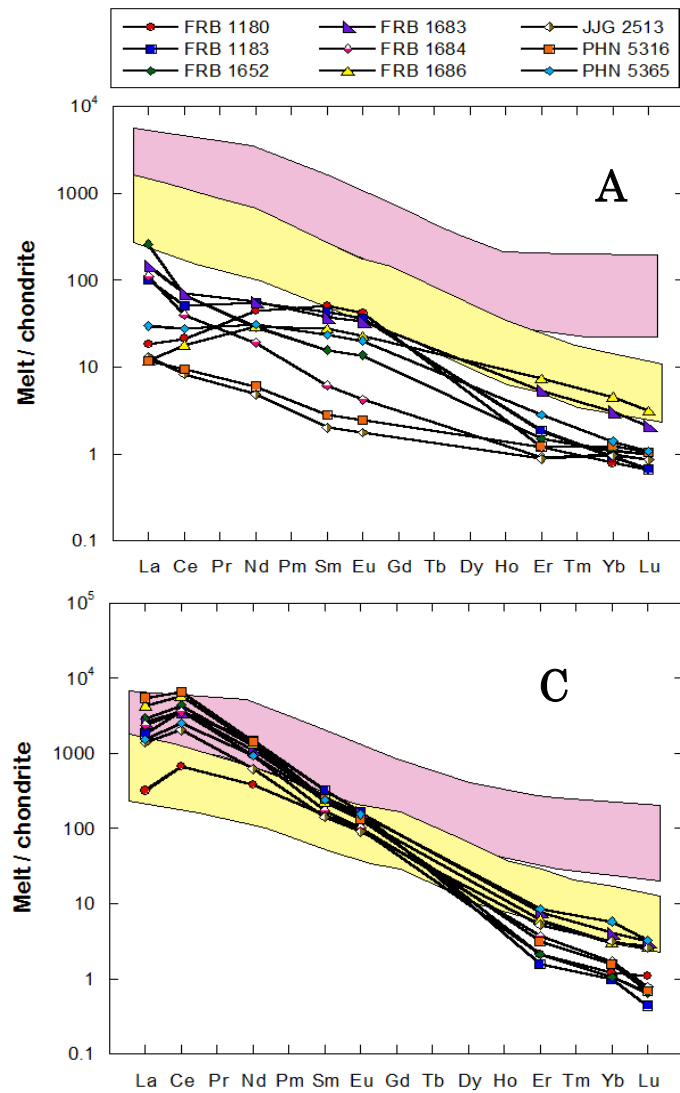 FRB 1180 FRB 1683 JJG 2513
FRB 1183 FRB 1684 PHN 5316
FRB 1652 FRB 1686 PHN 5365
10^4
1000
100
10
1
0.1
Melt / chondrite
A
La Ce Pr Nd Pm Sm Eu Gd Tb Dy Ho Er Tm Yb Lu
10^5
10^4
1000
100
10
1
0.1
Melt / chondrite
C
La Ce Pr Nd Pm Sm Eu Gd Tb Dy Ho Er Tm Yb Lu